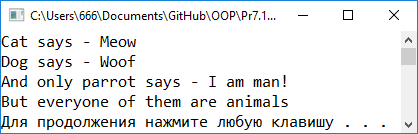 C:\Users\666\Documents\GitHub\OOP\Pr7.1...
Cat says - Meow
Dog says - Woof
And only parrot says - I am man!
But everyone of them are animals
Для продолжения нажмите любую клавишу . . .